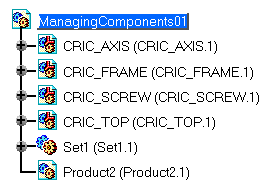 ManagingComponents01
CRIC_AXIS (CRIC_AXIS.1)
CRIC_FRAME (CRIC_FRAME.1)
CRIC_SCREW (CRIC_SCREW.1)
CRIC_TOP (CRIC_TOP.1)
Set1 (Set1.1)
Product2 (Product2.1)